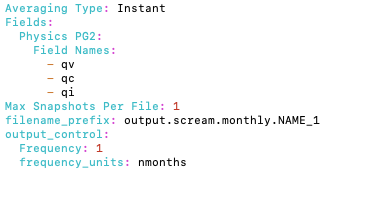 Averaging Type: Instant
Fields:
  Physics PG2:
    Field Names:
      - qv
      - qc
      - qi
Max Snapshots Per File: 1
filename_prefix: output.scream.monthly.NAME_1
output_control:
  Frequency: 1
  frequency_units: nmonths